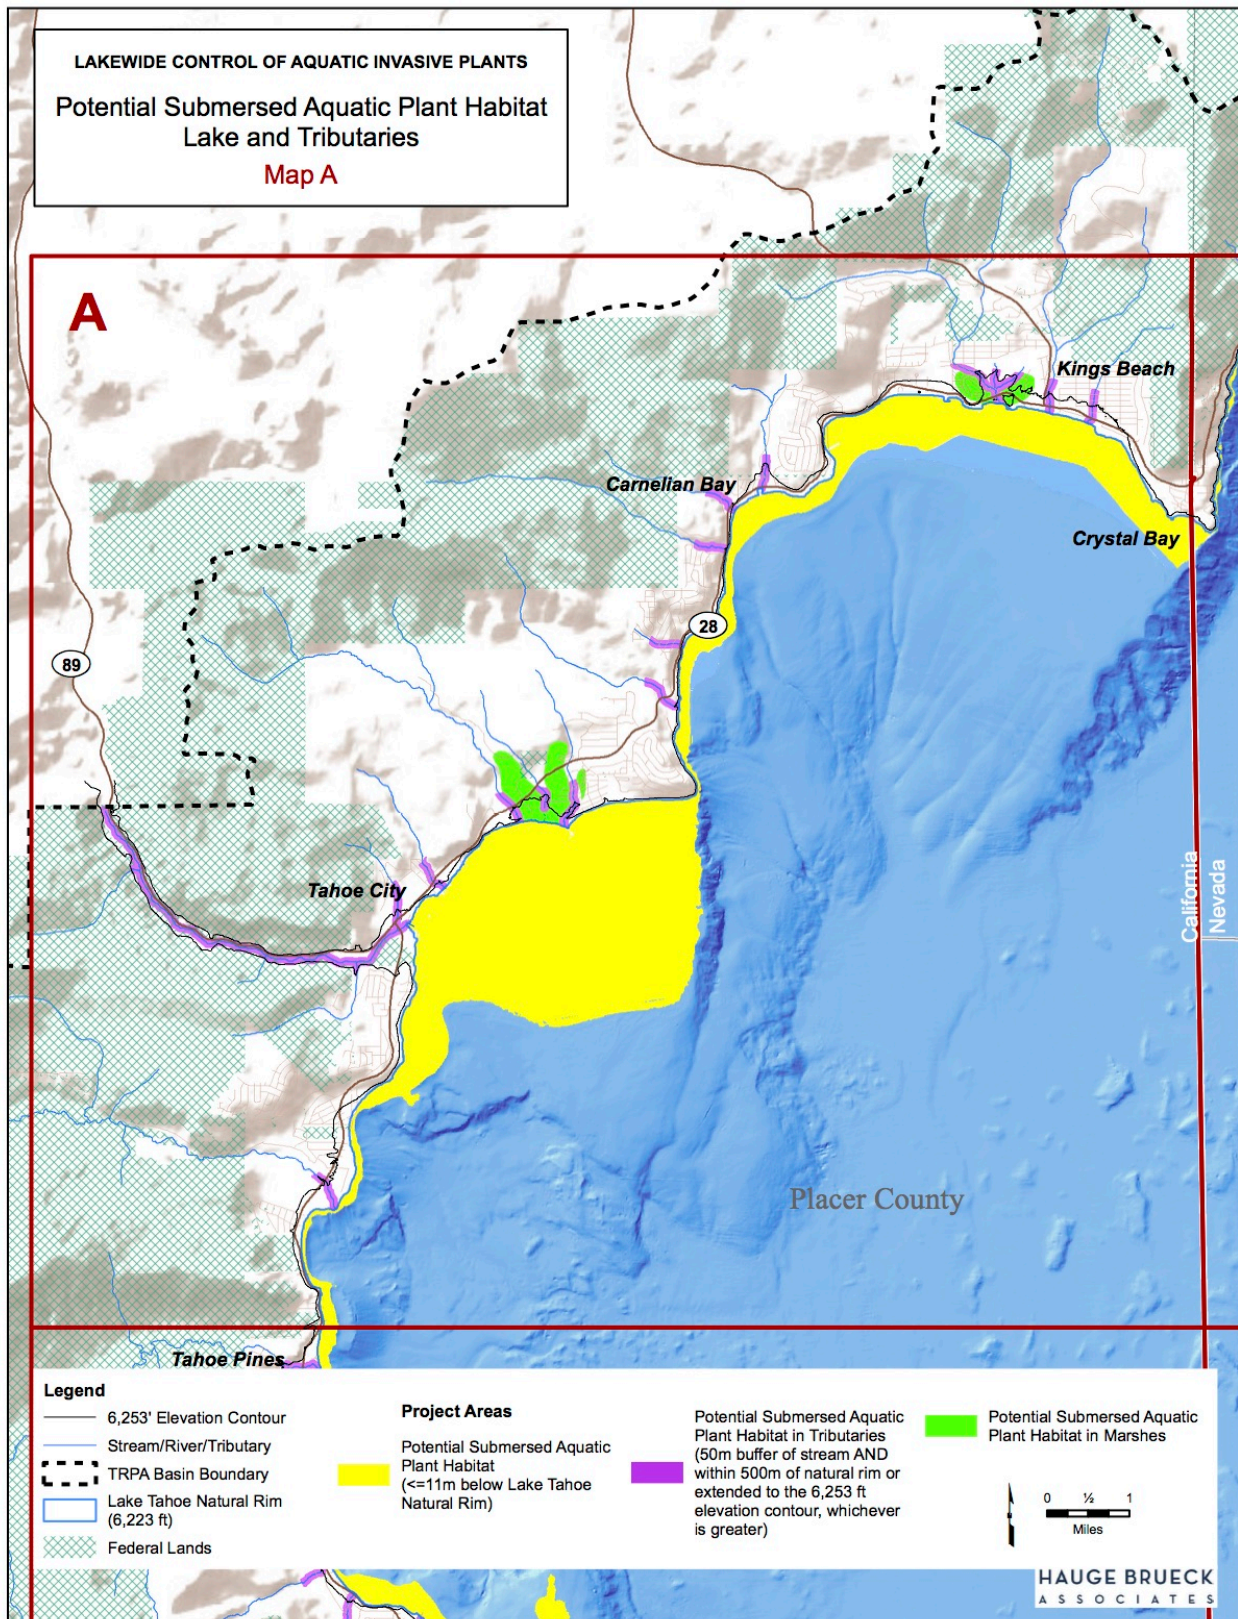 LAKEWIDE CONTROL OF AQUATIC INVASIVE PLANTS
Potential Submersed Aquatic Plant Habitat
Lake and Tributaries
Map A
A
Kings Beach
Carnelian Bay
Crystal Bay
28
89
Tahoe City
California
Nevada
Placer County
Tahoe Pines
Legend
6,253' Elevation Contour
Stream/River/Tributary
TRPA Basin Boundary
Lake Tahoe Natural Rim
(6,223 ft)
Federal Lands
Project Areas
Potential Submersed Aquatic
Plant Habitat
(<=11m below Lake Tahoe
Natural Rim)
Potential Submersed Aquatic
Plant Habitat in Tributaries
(50m buffer of stream AND
within 500m of natural rim or
extended to the 6,253 ft
elevation contour, whichever
is greater)
Potential Submersed Aquatic
Plant Habitat in Marshes
0 ½ 1
Miles
HAUGE BRUECK
ASSOCIATES